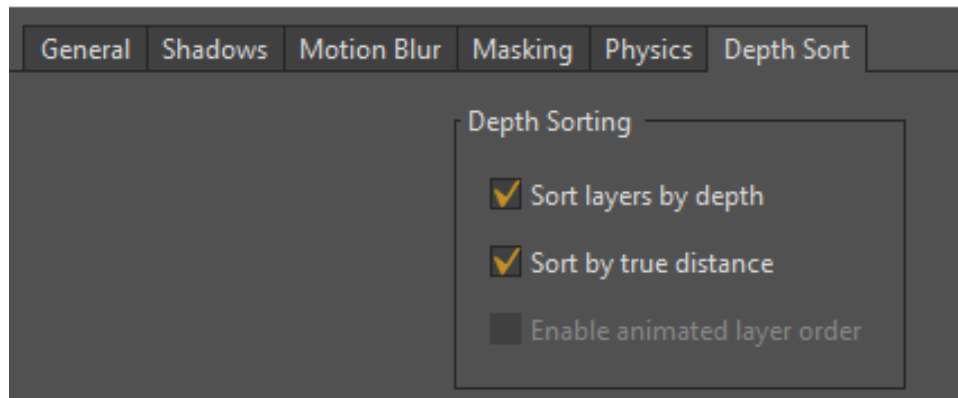 General Shadows Motion Blur Masking Physics Depth Sort
Depth Sorting
Sort layers by depth
Sort by true distance
Enable animated layer order